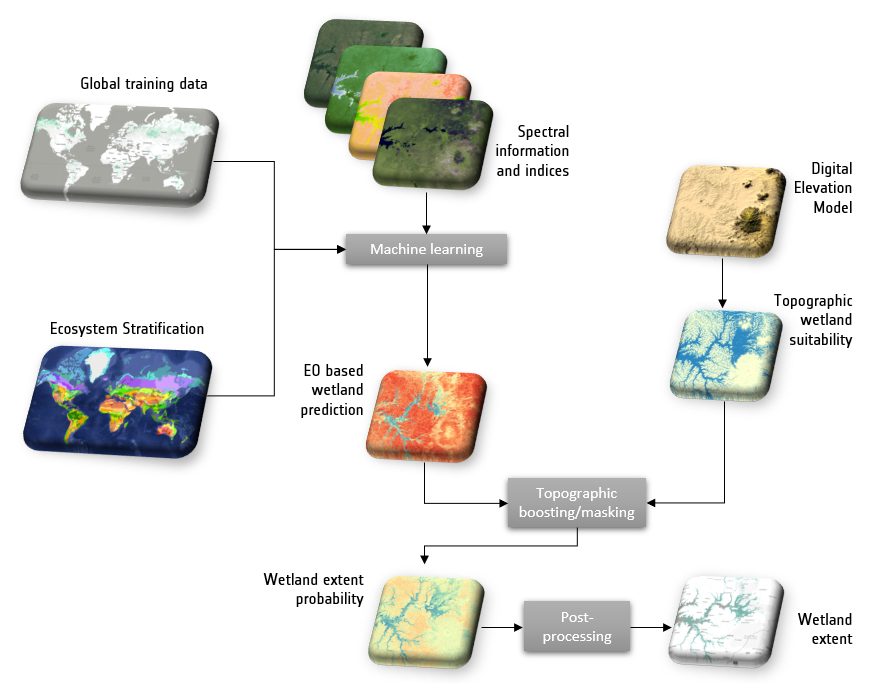 Global training data
Spectral
information
and indices
Digital
Elevation
Model
Machine learning
Ecosystem Stratification
Topographic
wetland
suitability
EO based
wetland
prediction
Topographic
boosting/masking
Wetland extent
probability
Post-
processing
Wetland
extent